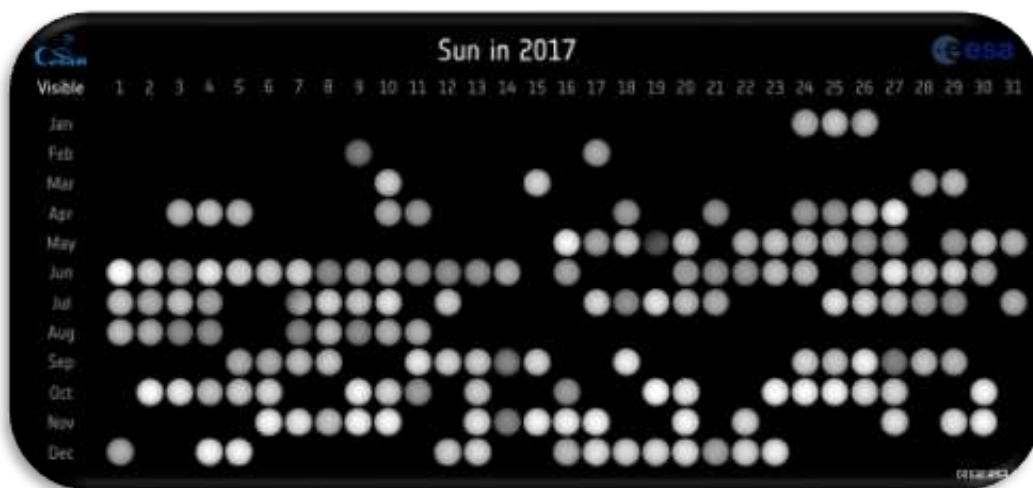 Sun in 2017
esa
Visible 1 2 3 4 5 6 7 8 9 10 11 12 13 14 15 16 17 18 19 20 21 22 23 24 25 26 27 28 29 30 31
Jan
Feb
Mar
Apr
May
Jun
Jul
Aug
Sep
Oct
Nov
Dec